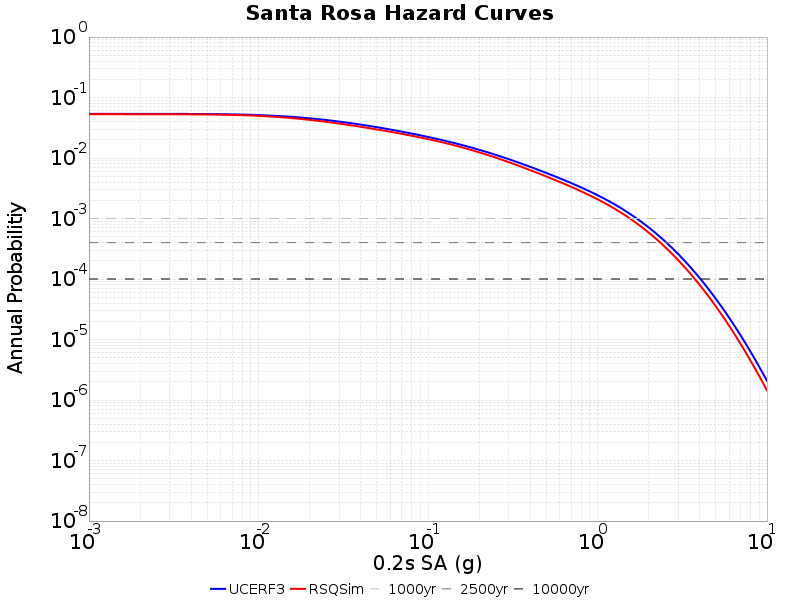 Santa Rosa Hazard Curves
Annual Probabilitiy
10^0
10^-1
10^-2
10^-3
10^-4
10^-5
10^-6
10^-7
10^-8
10^-3 10^-2 10^-1 10^0 10^1
0.2s SA (g)
UCERF3 RSQSim 1000yr 2500yr 10000yr